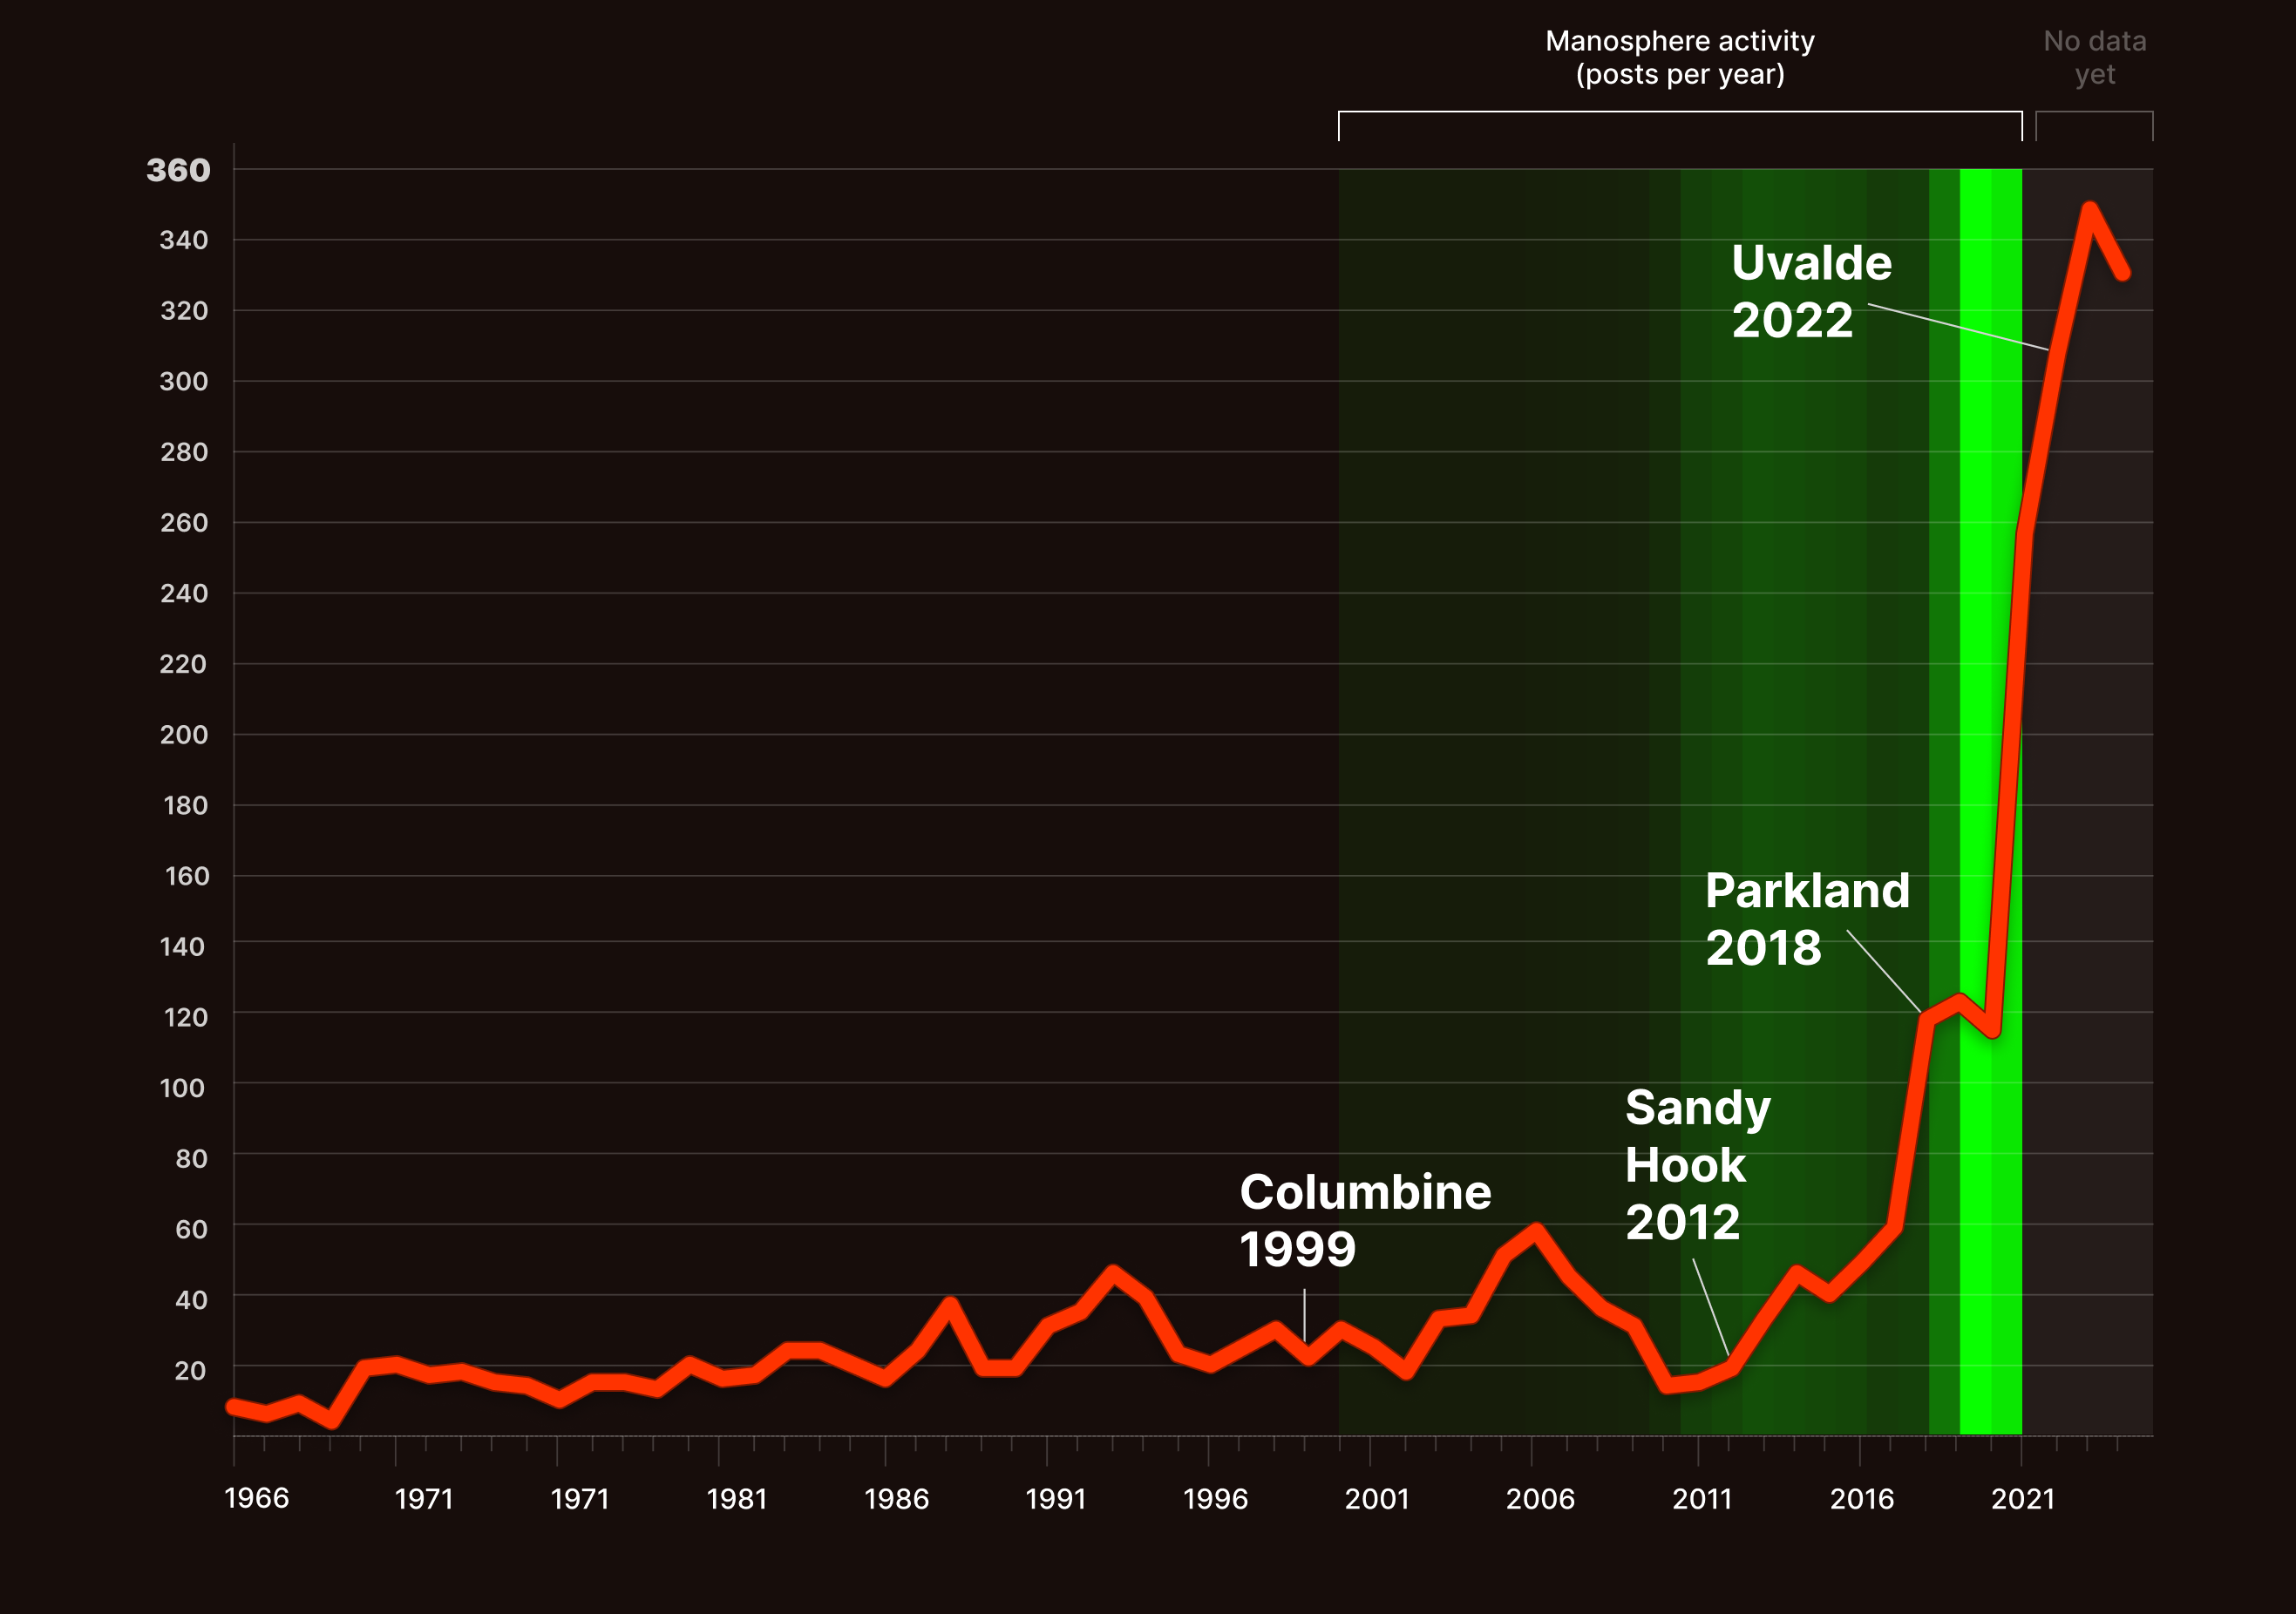 Manosphere activity
(posts per year)
No data
yet
360
340
320
300
280
260
240
220
200
180
160
140
120
100
80
60
40
20
Uvalde
2022
Parkland
2018
Sandy
Hook
2012
Columbine
1999
1966 1971 1971 1981 1986 1991 1996 2001 2006 2011 2016 2021